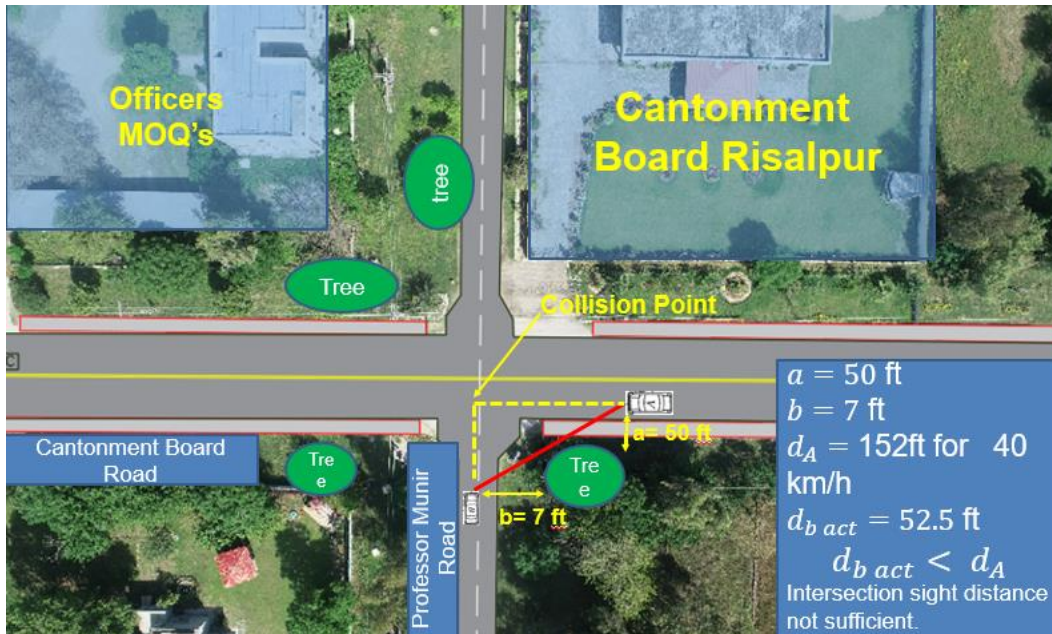 Officers
MOQ's
Cantonment
Board Risalpur
tree
Tree
Collision Point
C
A
a= 50 ft
Cantonment Board
Road
Tre
e
Professor Munir
Road
Tre
e
b= 7 ft
a = 50 ft
b = 7 ft
d_A = 152ft for 40
km/h
d_{b act} = 52.5 ft
d_{b act} < d_A
Intersection sight distance
not sufficient.